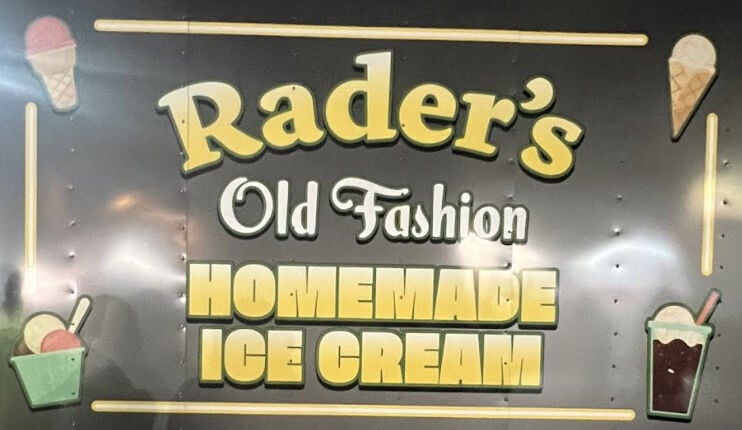 Rader's
Old Fashion
HOMEMADE
ICE CREAM